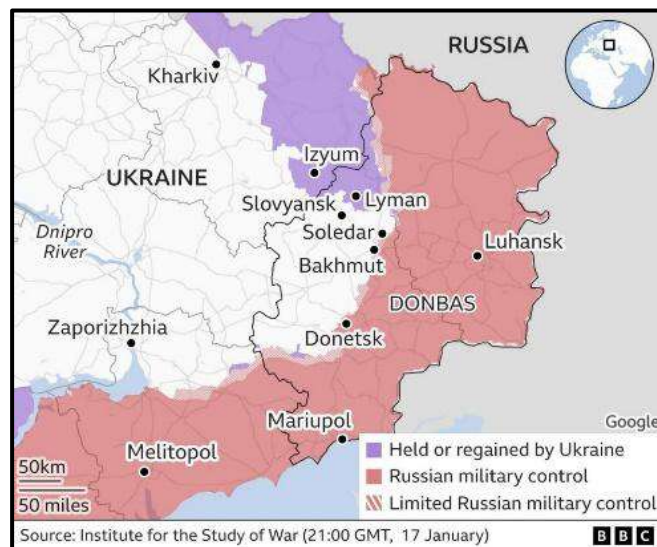 RUSSIA
Kharkiv
Izyum
UKRAINE
Lyman
Slovyansk
Dnipro
River
Soledar
Luhansk
Bakhmut
DONBAS
Zaporizhzhia
Donetsk
Google
Mariupol
Melitopol
Held or regained by Ukraine
50km
Russian military control
50 miles
Limited Russian military control
Source: Institute for the Study of War (21:00 GMT, 17 January)
BBC